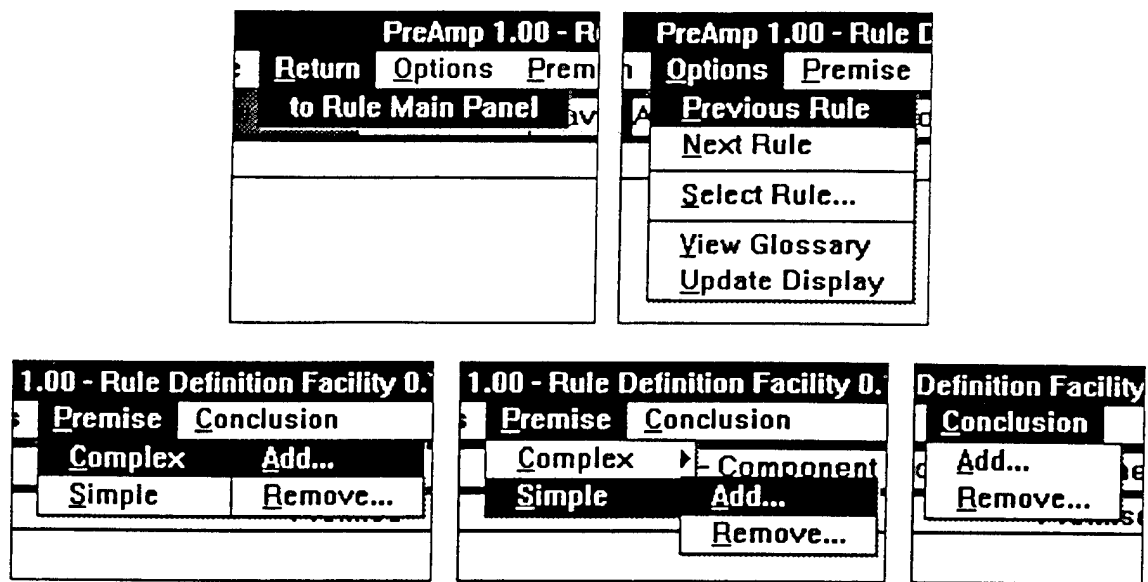 PreAmp 1.00 - R
Return Options Prem
to Rule Main Panel
PreAmp 1.00 - Rule D
Options Premise
Previous Rule
Next Rule
Select Rule...
View Glossary
Update Display
1.00 - Rule Definition Facility 0.
Premise Conclusion
Complex Add...
Simple Remove...
1.00 - Rule Definition Facility 0.
Premise Conclusion
Complex - Component
Simple Add...
Remove...
Definition Facility
Conclusion
Add...
Remove...